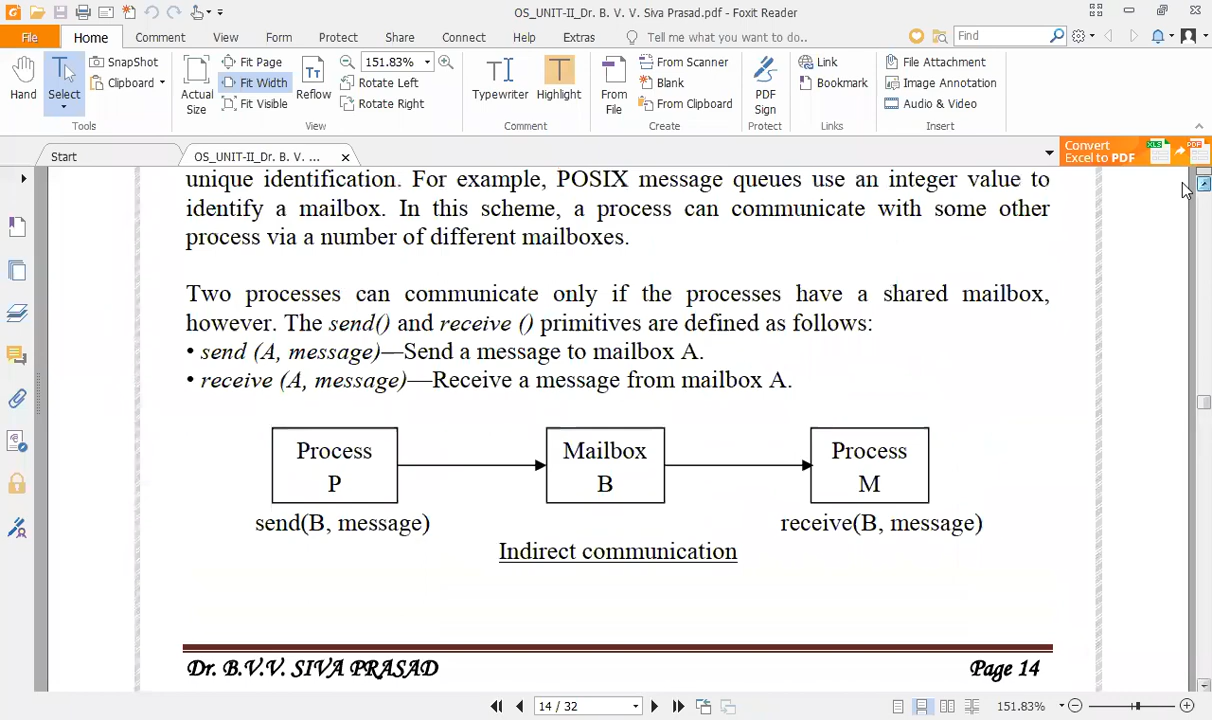 OS_UNIT-II_Dr. B. V. V. Siva Prasad.pdf - Foxit Reader
File Home Comment View Form Protect Share Connect Help Extras Tell me what you want to do.. Find
Hand
Select
SnapShot
Clipboard
Tools
Actual Size
Fit Page
Fit Width
Fit Visible
Reflow
151.83%
Rotate Left
Rotate Right
View
Typewriter
Highlight
Comment
From File
From Scanner
Blank
From Clipboard
Create
PDF Sign
Protect
Link
Bookmark
Links
File Attachment
Image Annotation
Audio & Video
Insert
Start
OS_UNIT-II_Dr. B. V. V. ...
Convert
Excel to PDF
XLS
PDF
unique identification. For example, POSIX message queues use an integer value to
identify a mailbox. In this scheme, a process can communicate with some other
process via a number of different mailboxes.
Two processes can communicate only if the processes have a shared mailbox,
however. The send() and receive () primitives are defined as follows:
• send (A, message)—Send a message to mailbox A.
• receive (A, message)—Receive a message from mailbox A.
Process
P
Mailbox
B
Process
M
send(B, message)
receive(B, message)
Indirect communication
Dr. B.V.V. SIVA PRASAD
Page 14
14 / 32
151.83%